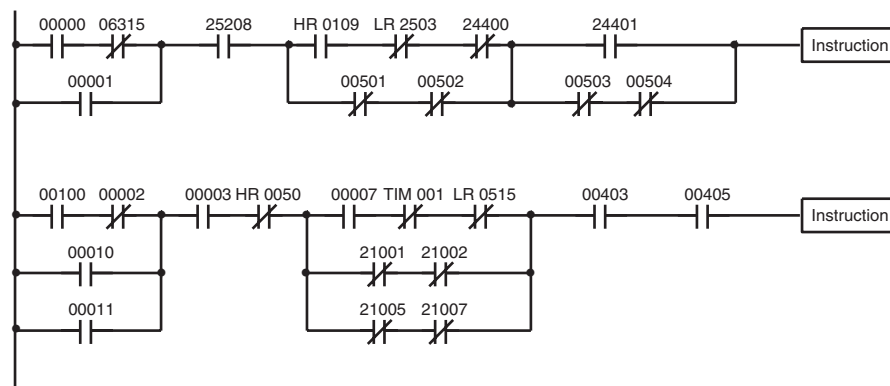 00000 06315 25208 HR 0109 LR 2503 24400 24401
Instruction
00001 00501 00502 00503 00504
00100 00002 00003 HR 0050 00007 TIM 001 LR 0515 00403 00405
Instruction
00010 21001 21002
00011 21005 21007